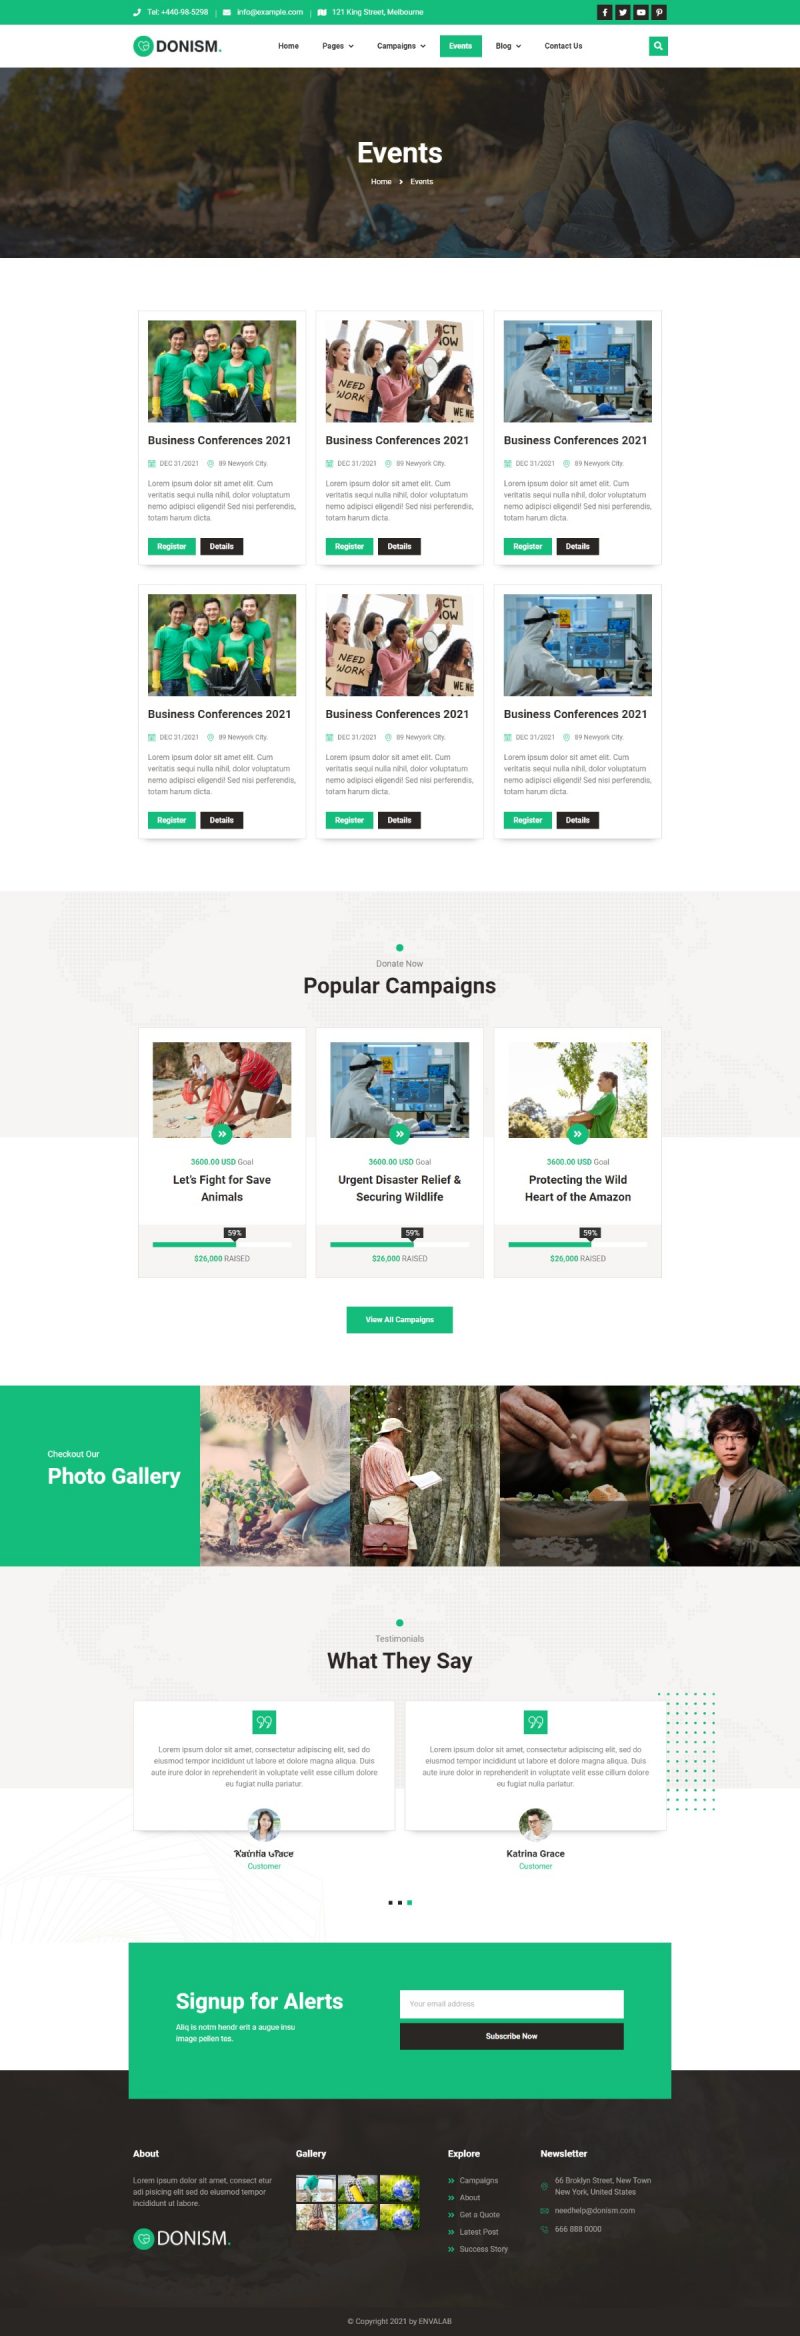 Tel: +440-98-5298 | info@example.com | 121 King Street, Melbourne
DONISM.
Home Pages Campaigns Events Blog Contact Us
Events
Home Events
NEED WORK
CT NOW
WE NE
Business Conferences 2021
DEC 31/2021 89 Newyork City.
Lorem ipsum dolor sit amet elit. Cum
veritatis sequi nulla nihil, dolor voluptatum
nemo adipisci eligendi! Sed nisi perferendis,
totam harum dicta.
Register Details
Business Conferences 2021
DEC 31/2021 89 Newyork City.
Lorem ipsum dolor sit amet elit. Cum
veritatis sequi nulla nihil, dolor voluptatum
nemo adipisci eligendi! Sed nisi perferendis,
totam harum dicta.
Register Details
Business Conferences 2021
DEC 31/2021 89 Newyork City.
Lorem ipsum dolor sit amet elit. Cum
veritatis sequi nulla nihil, dolor voluptatum
nemo adipisci eligendi! Sed nisi perferendis,
totam harum dicta.
Register Details
NEED WORK
CT NOW
WE NE
Business Conferences 2021
DEC 31/2021 89 Newyork City.
Lorem ipsum dolor sit amet elit. Cum
veritatis sequi nulla nihil, dolor voluptatum
nemo adipisci eligendi! Sed nisi perferendis,
totam harum dicta.
Register Details
Business Conferences 2021
DEC 31/2021 89 Newyork City.
Lorem ipsum dolor sit amet elit. Cum
veritatis sequi nulla nihil, dolor voluptatum
nemo adipisci eligendi! Sed nisi perferendis,
totam harum dicta.
Register Details
Business Conferences 2021
DEC 31/2021 89 Newyork City.
Lorem ipsum dolor sit amet elit. Cum
veritatis sequi nulla nihil, dolor voluptatum
nemo adipisci eligendi! Sed nisi perferendis,
totam harum dicta.
Register Details
Donate Now
Popular Campaigns
3600.00 USD Goal
Let's Fight for Save
Animals
59%
$26,000 RAISED
3600.00 USD Goal
Urgent Disaster Relief &
Securing Wildlife
59%
$26,000 RAISED
3600.00 USD Goal
Protecting the Wild
Heart of the Amazon
59%
$26,000 RAISED
View All Campaigns
Checkout Our
Photo Gallery
Testimonials
What They Say
Lorem ipsum dolor sit amet, consectetur adipiscing elit, sed do
eiusmod tempor incididunt ut labore et dolore magna aliqua. Duis
aute irure dolor in reprehenderit in voluptate velit esse cillum dolore
eu fugiat nulla pariatur.
Customer
Lorem ipsum dolor sit amet, consectetur adipiscing elit, sed do
eiusmod tempor incididunt ut labore et dolore magna aliqua. Duis
aute irure dolor in reprehenderit in voluptate velit esse cillum dolore
eu fugiat nulla pariatur.
Katrina Grace
Customer
Signup for Alerts
Aliq is notm hendr erit a augue insu
image pellen tes.
Your email address
Subscribe Now
About
Lorem ipsum dolor sit amet, consect etur
adi pisicing elit sed do eiusmod tempor
incididunt ut labore.
DONISM.
Gallery
Explore
Campaigns
About
Get a Quote
Latest Post
Success Story
Newsletter
66 Broklyn Street, New Town
New York, United States
needhelp@donism.com
666 888 0000
© Copyright 2021 by ENVALAB